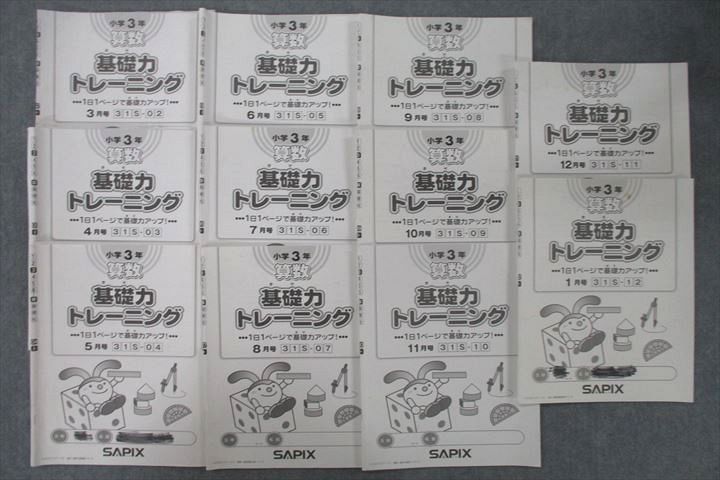 小学3年
算数
基礎力
トレーニング
1日1ページで基礎力アップ!
3月号 31S-02
小学3年
算数
基礎力
トレーニング
1日1ページで基礎力アップ!
4月号 31S-03
小学3年
算数
基礎力
トレーニング
1日1ページで基礎力アップ!
5月号 31S-04
SAPIX
小学3年
算数
基礎力
トレーニング
1日1ページで基礎力アップ!
6月号 31S-05
小学3年
算数
基礎力
トレーニング
1日1ページで基礎力アップ!
7月号 31S-06
小学3年
算数
基礎力
トレーニング
1日1ページで基礎力アップ!
8月号 31S-07
SAPIX
小学3年
算数
基礎力
トレーニング
1日1ページで基礎力アップ!
9月号 31S-08
小学3年
算数
基礎力
トレーニング
1日1ページで基礎力アップ!
10月号 31S-09
小学3年
算数
基礎力
トレーニング
1日1ページで基礎力アップ!
11月号 31S-10
SAPIX
小学3年
算数
基礎力
トレーニング
1日1ページで基礎力アップ!
12月号 31S-11
小学3年
算数
基礎力
トレーニング
1日1ページで基礎力アップ!
1月号 31S-12
SAPIX